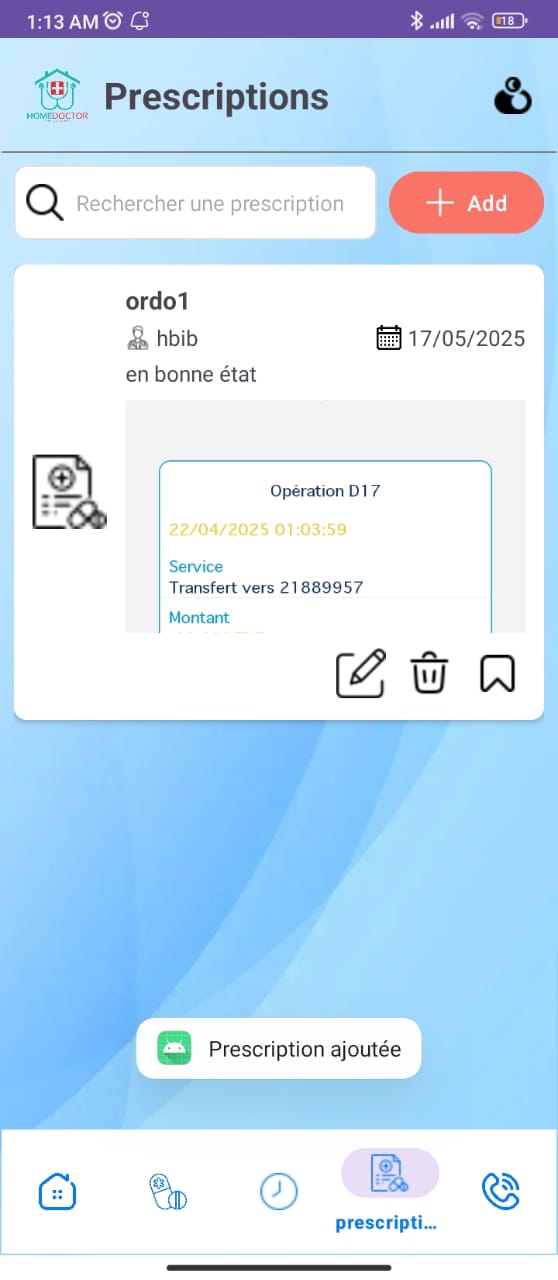 1:13 AM
18
HOMEDOCTOR
Prescriptions
Rechercher une prescription
Add
ordo1
hbib
17/05/2025
en bonne état
Opération D17
22/04/2025 01:03:59
Service
Transfert vers 21889957
Montant
Prescription ajoutée
prescripti...